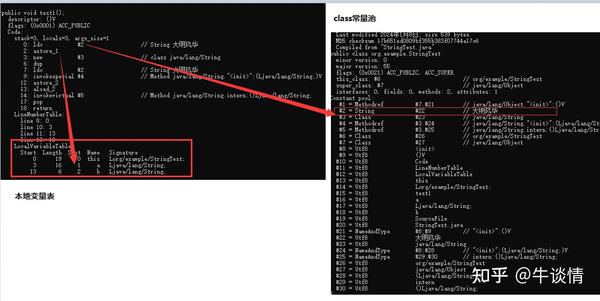 public void test1();
descriptor: ()V
flags: (0x0001) ACC_PUBLIC
Code:
stack=3, locals=3, args_size=1
0: ldc #2 // String 大明风华
2: astore_1
3: new #3 // class java/lang/String
6: dup
7: ldc #2 // String 大明风华
9: invokespecial #4 // Method java/lang/String."<init>":(Ljava/lang/String;)V
12: astore_2
13: aload_2
14: invokevirtual #5 // Method java/lang/String.intern:()Ljava/lang/String;
17: pop
18: return
LineNumberTable:
line 8: 0
line 10: 3
line 11: 13
line 13: 18
LocalVariableTable:
Start Length Slot Name Signature
0 19 0 this Lorg/example/StringTest;
3 16 1 a Ljava/lang/String;
13 6 2 b Ljava/lang/String;
本地变量表
class常量池
Last modified 2024年1月8日; size 539 bytes
Compiled from "StringTest.java"
public class org.example.StringTest
minor version: 0
major version: 55
flags: (0x0021) ACC_PUBLIC, ACC_SUPER
this_class: #6 // org/example/StringTest
super_class: #7 // java/lang/Object
interfaces: 0, fields: 0, methods: 2, attributes: 1
Constant pool:
#1 = Methodref #7.#21 // java/lang/Object."<init>":()V
#2 = String #22 // 大明风华
#3 = Class #23 // java/lang/String
#4 = Methodref #3.#24 // java/lang/String."<init>":(Ljava/lang/String;)V
#5 = Methodref #3.#25 // java/lang/String.intern:()Ljava/lang/String;
#6 = Class #26 // org/example/StringTest
#7 = Class #27 // java/lang/Object
#8 = Utf8 <init>
#9 = Utf8 ()V
#10 = Utf8 Code
#11 = Utf8 LineNumberTable
#12 = Utf8 LocalVariableTable
#13 = Utf8 this
#14 = Utf8 Lorg/example/StringTest;
#15 = Utf8 test1
#16 = Utf8 a
#17 = Utf8 Ljava/lang/String;
#18 = Utf8 b
#19 = Utf8 SourceFile
#20 = Utf8 StringTest.java
#21 = NameAndType #8:#9 // "<init>":()V
#22 = Utf8 大明风华
#23 = Utf8 java/lang/String
#24 = NameAndType #8:#28 // "<init>":(Ljava/lang/String;)V
#25 = NameAndType #29:#30 // intern:()Ljava/lang/String;
#26 = Utf8 org/example/StringTest
#27 = Utf8 java/lang/Object
#28 = Utf8 (Ljava/lang/String;)V
#29 = Utf8 intern
#30 = Utf8 ()Ljava/lang/String;
知乎 @牛谈情